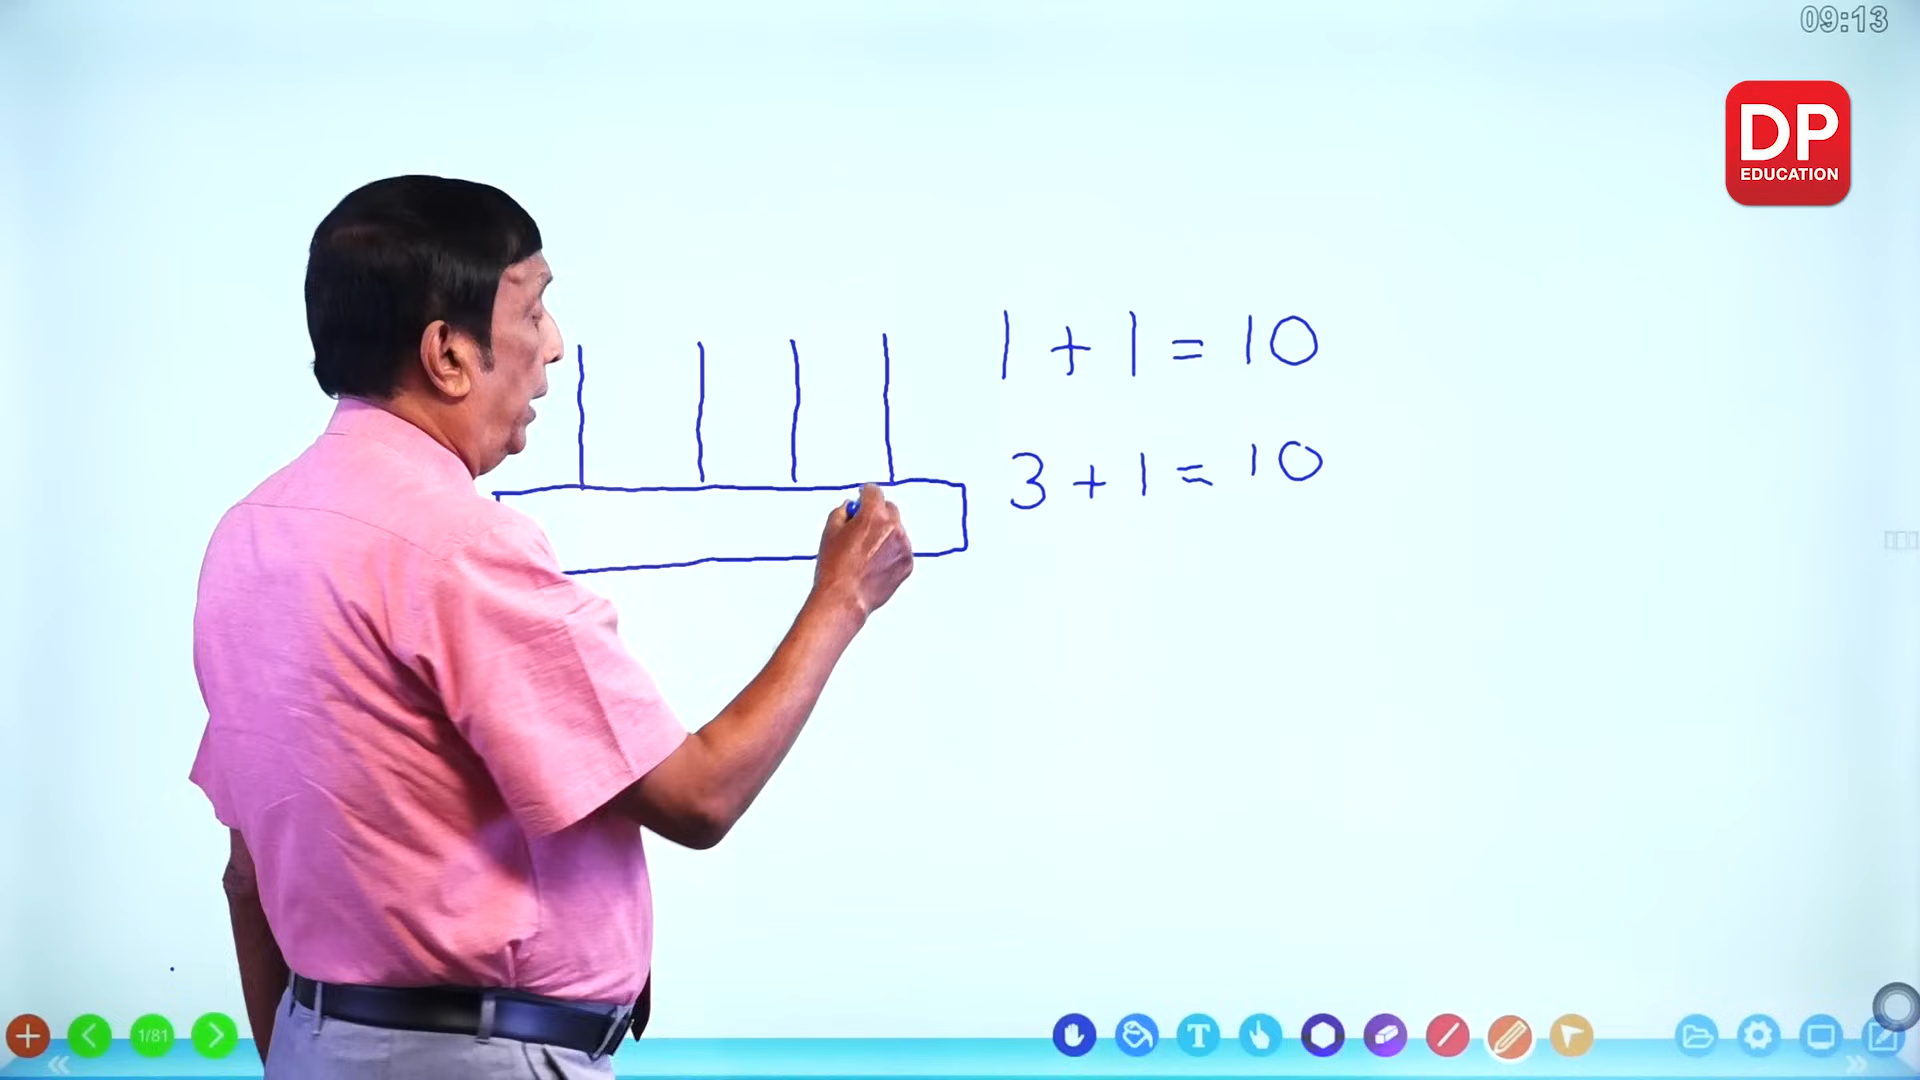 09:13
DP
EDUCATION
1 + 1 = 10
3 + 1 = 10
1/81
T